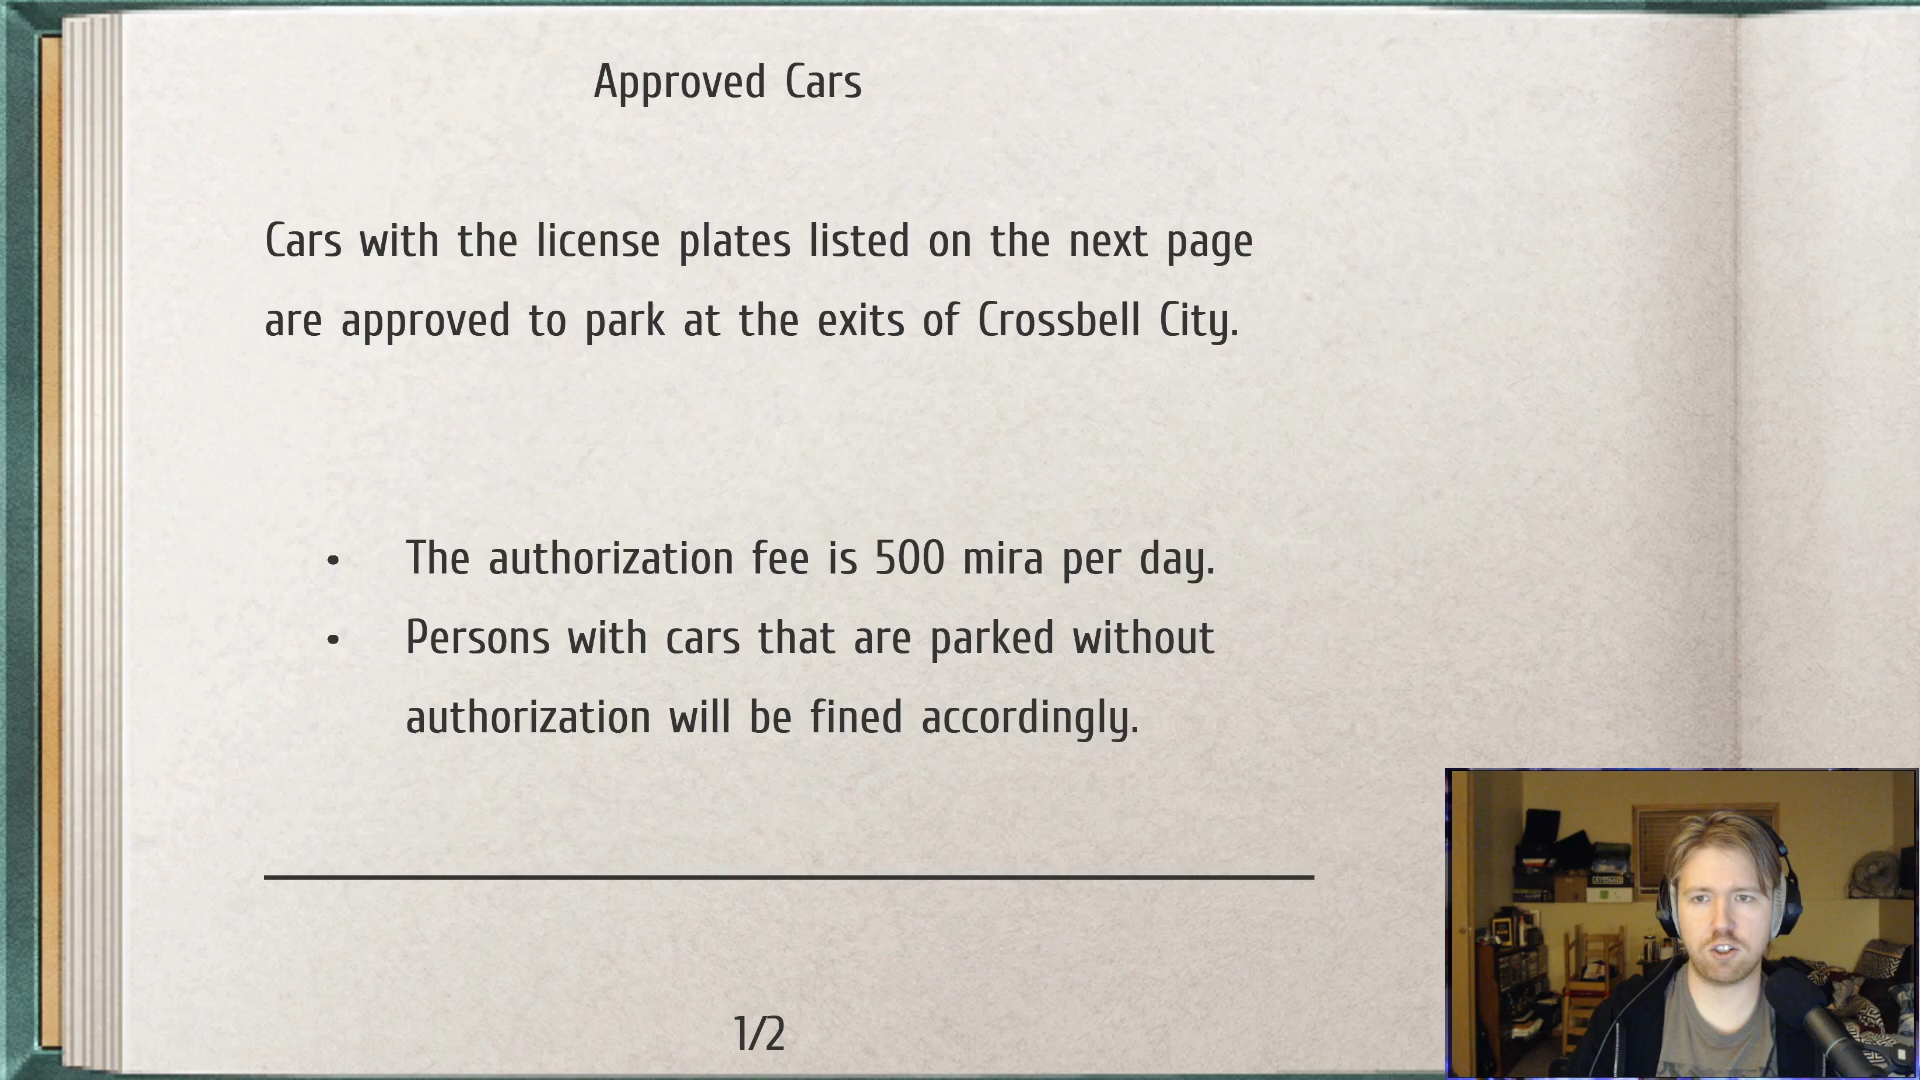 Approved Cars
Cars with the license plates listed on the next page
are approved to park at the exits of Crossbell City.
• The authorization fee is 500 mira per day.
• Persons with cars that are parked without
authorization will be fined accordingly.
1/2